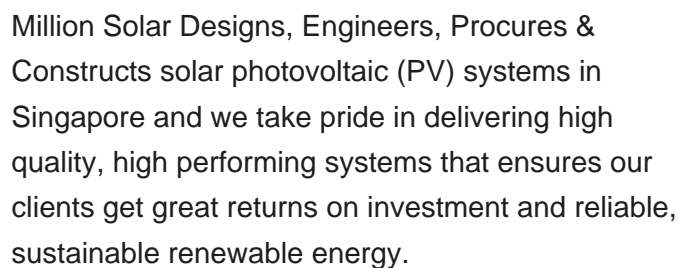 Million Solar Designs, Engineers, Procures &
Constructs solar photovoltaic (PV) systems in
Singapore and we take pride in delivering high
quality, high performing systems that ensures our
clients get great returns on investment and reliable,
sustainable renewable energy.